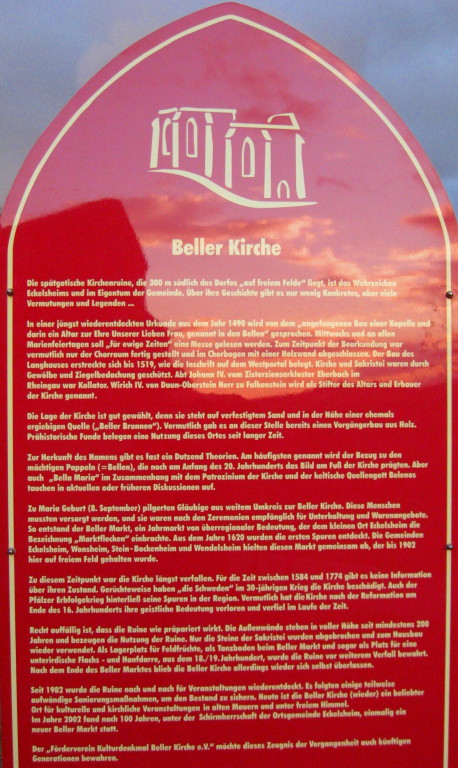 Beller Kirche
Die spätgotische Kirchenruine, die 300 m südlich des Dorfes „auf freiem Felde“ liegt, ist das Wahrzeichen
Eckelsheims und im Eigentum der Gemeinde. Über ihre Geschichte gibt es nur wenig Konkretes, aber viele
Vermutungen und Legenden ...
In einer jüngst wiederentdockten Urkunde aus dem Jahr 1490 wird von dem „angefangenen Bau einer Kapelle und
darin ein Altar zur Ehre Unserer Lieben Frau, genannt in den Bellen“ gesprochen. Mittwochs und an allen
Marienfeiertagen soll „für ewige Zeiten“ eine Messe gelesen werden. Zum Zeitpunkt der Beurkundung war
vermutlich nur der Chorraum fertig gestellt und im Chorbogen mit einer Holzwand abgeschlossen. Der Bau des
Langhauses erstreckte sich bis 1519, wie die Inschrift auf dem Westportal belegt. Kirche und Sakristei waren durch
Gewölbe und Ziegelbedachung geschützt. Abt Johann IV. vom Zisterzienserkloster Eberbach im
Rheingau war Kollator. Wirich IV. von Daun-Oberstein Herr zu Falkenstein wird als Stifter des Altars und Erbauer
der Kirche genannt.
Die Lage der Kirche ist gut gewählt, denn sie steht auf verfestigtem Sand und in der Nähe einer ehemals
ergiebigen Quelle („Beller Brunnen“). Vermutlich gab es an dieser Stelle bereits einen Vorgängerbau aus Holz.
Prähistorische Funde belegen eine Nutzung dieses Ortes seit langer Zeit.
Zur Herkunft des Namens gibt es fast ein Dutzend Theorien. Am häufigsten genannt wird der Bezug zu den
mächtigen Pappeln (=Bellen), die noch am Anfang des 20. Jahrhunderts das Bild am Fuß der Kirche prägten. Aber
auch „Bella Maria“ im Zusammenhang mit dem Patrozinium der Kirche und der keltische Quellengott Belenos
tauchen in aktuellen oder früheren Diskussionen auf.
Zu Maria Geburt (8. September) pilgerten Gläubige aus weitem Umkreis zur Beller Kirche. Diese Menschen
mussten versorgt werden, und sie waren nach den Zeremonien empfänglich für Unterhaltung und Warenangebote.
So entstand der Beller Markt, ein Jahrmarkt von überregionaler Bedeutung, der dem kleinen Ort Eckelsheim die
Bezeichnung „Marktflecken“ einbrachte. Aus dem Jahre 1620 wurden die ersten Spuren entdeckt. Die Gemeinden
Eckelsheim, Wonsheim, Stein-Bockenheim und Wendelsheim hielten diesen Markt gemeinsam ab, der bis 1902
hier auf freiem Feld gehalten wurde.
Zu diesem Zeitpunkt war die Kirche längst verfallen. Für die Zeit zwischen 1584 und 1774 gibt es keine Information
über ihren Zustand. Gerüchteweise haben „die Schweden“ im 30-jährigen Krieg die Kirche beschädigt. Auch der
Pfälzer Erbfolgekrieg hinterließ seine Spuren in der Region. Vermutlich hat die Kirche nach der Reformation am
Ende des 16. Jahrhunderts ihre geistliche Bedeutung verloren und verfiel im Laufe der Zeit.
Recht auffällig ist, dass die Ruine wie präpariert wirkt. Die Außenwände stehen in voller Nähe seit mindestens 200
Jahren und bezeugen die Nutzung der Ruine. Nur die Steine der Sakristei wurden abgebrochen und zum Hausbau
wieder verwendet. Als Lagerplatz für Feldfrüchte, als Tanzboden beim Beller Markt und sogar als Platz für eine
unterirdische Flachs - und Hanfdarre, aus dem 18./19. Jahrhundert, wurde die Ruine vor weiterem Verfall bewahrt.
Nach dem Ende des Beller Marktes blieb die Beller Kirche allerdings wieder sich selbst überlassen.
Seit 1982 wurde die Ruine nach und nach für Veranstaltungen wiederentdeckt. Es folgten einige teilweise
aufwändige Sanierungsmaßnahmen, um den Bestand zu sichern. Heute ist die Beller Kirche (wieder) ein beliebter
Ort für kulturelle und kirchliche Veranstaltungen in alten Mauern und unter freiem Himmel.
Im Jahre 2002 fand nach 100 Jahren, unter der Schirmherrschaft der Ortsgemeinde Eckelsheim, einmalig ein
neuer Beller Markt statt.
Der „Förderverein Kulturdenkmal Beller Kirche e.V.“ möchte dieses Zeugnis der Vergangenheit auch künftigen
Generationen bewahren.